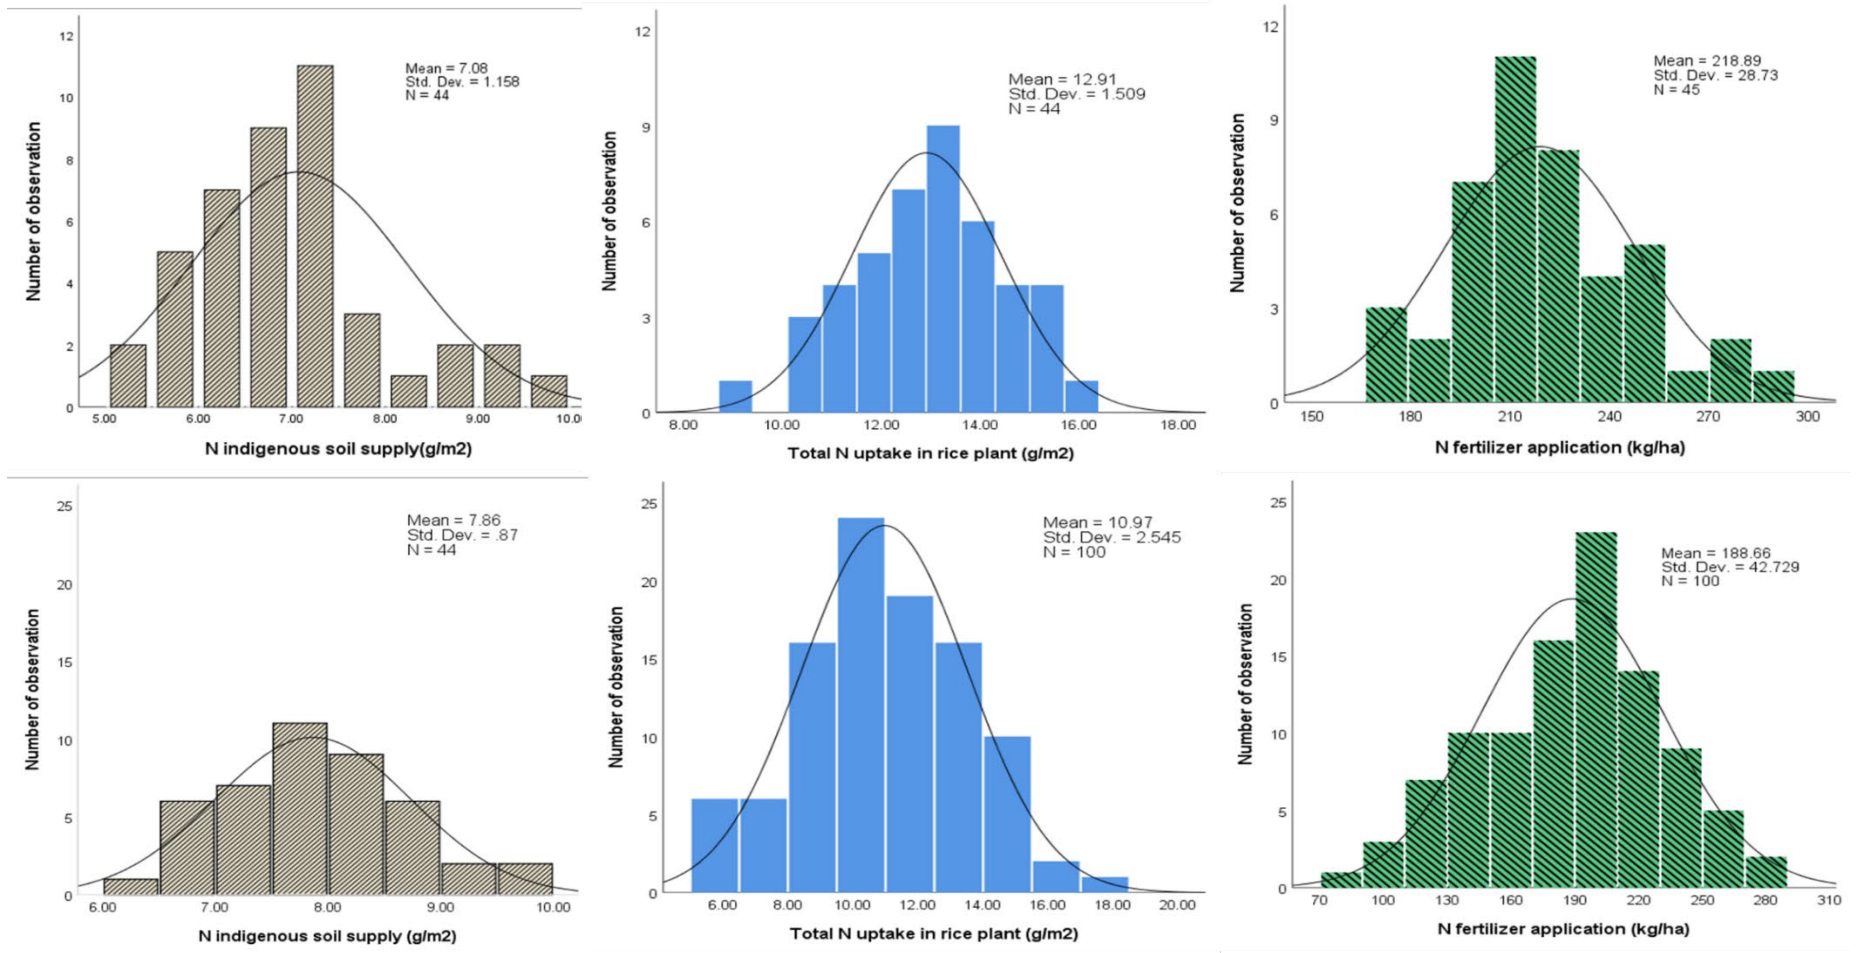 Number of observation
12
10
8
6
4
2
0
Mean = 7.08
Std. Dev. = 1.158
N = 44
5.00 6.00 7.00 8.00 9.00 10.0
N indigenous soil supply(g/m2)
Number of observation
12
9
6
3
0
Mean = 12.91
Std. Dev. = 1.509
N = 44
8.00 10.00 12.00 14.00 16.00 18.00
Total N uptake in rice plant (g/m2)
Number of observation
12
9
6
3
0
Mean = 218.89
Std. Dev. = 28.73
N = 45
150 180 210 240 270 300
N fertilizer application (kg/ha)
Number of observation
25
20
15
10
5
0
Mean = 7.86
Std. Dev. = .87
N = 44
6.00 7.00 8.00 9.00 10.00
N indigenous soil supply (g/m2)
Number of observation
25
20
15
10
5
0
Mean = 10.97
Std. Dev. = 2.545
N = 100
6.00 8.00 10.00 12.00 14.00 16.00 18.00 20.00
Total N uptake in rice plant (g/m2)
Number of observation
25
20
15
10
5
0
Mean = 188.66
Std. Dev. = 42.729
N = 100
70 100 130 160 190 220 250 280 310
N fertilizer application (kg/ha)